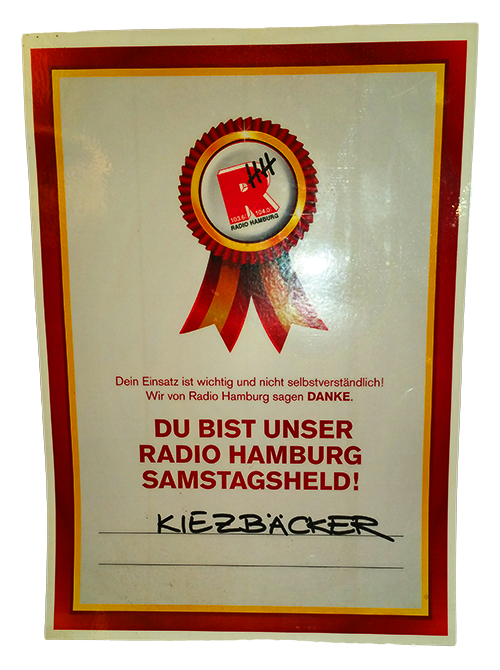 HH
R
103.6 104.0
RADIO HAMBURG
Dein Einsatz ist wichtig und nicht selbstverständlich!
Wir von Radio Hamburg sagen DANKE.
DU BIST UNSER
RADIO HAMBURG
SAMSTAGSHELD!
KIEZBÄCKER